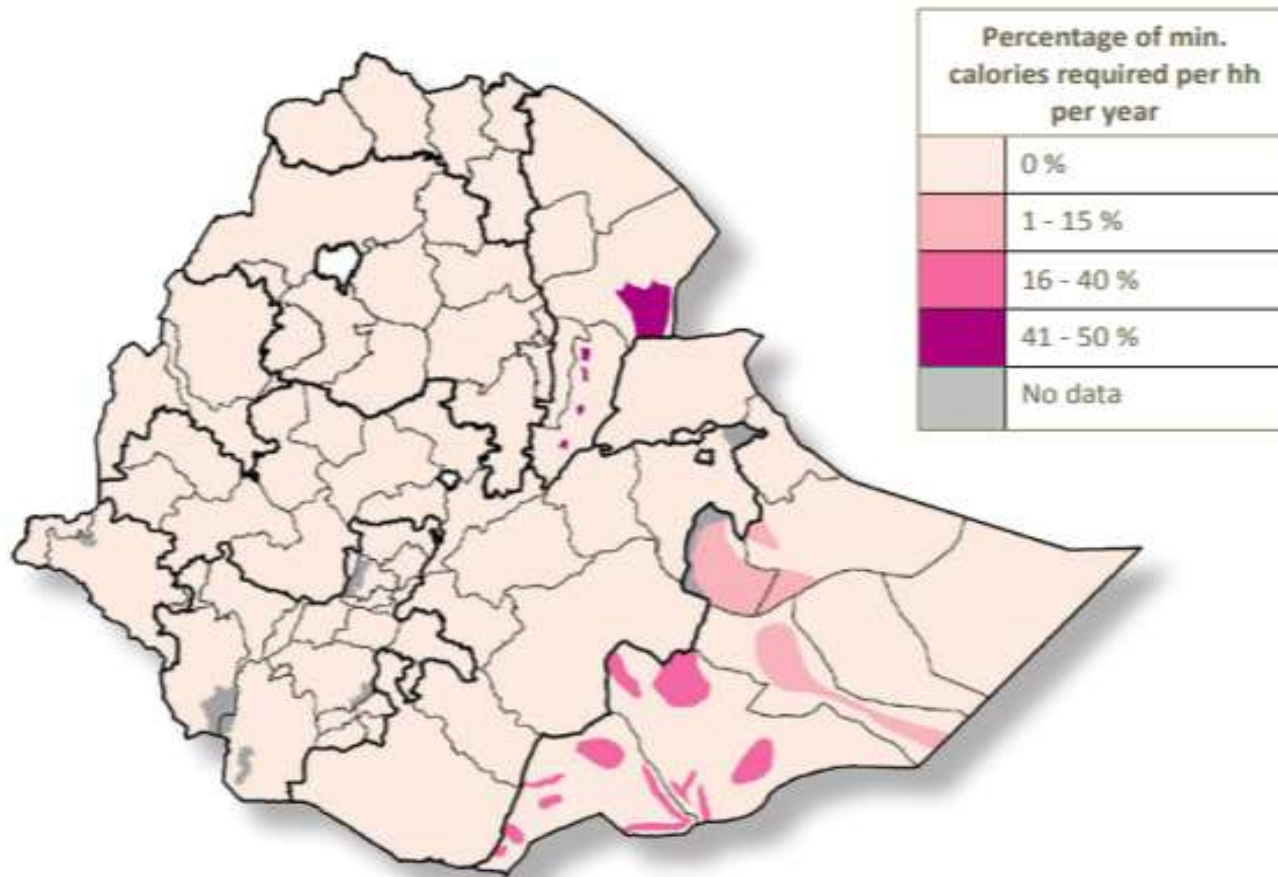 Percentage of min.
calories required per hh
per year
0 %
1 - 15 %
16 - 40 %
41 - 50 %
No data